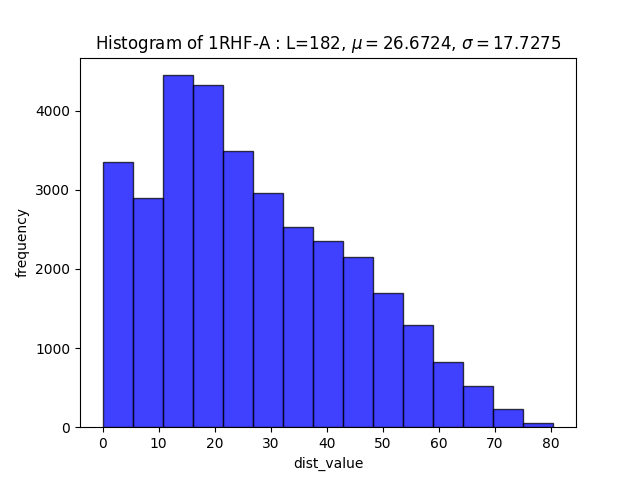 Histogram of 1RHF-A : L=182, μ = 26.6724, σ = 17.7275
frequency
4000
3000
2000
1000
0
0 10 20 30 40 50 60 70 80
dist_value